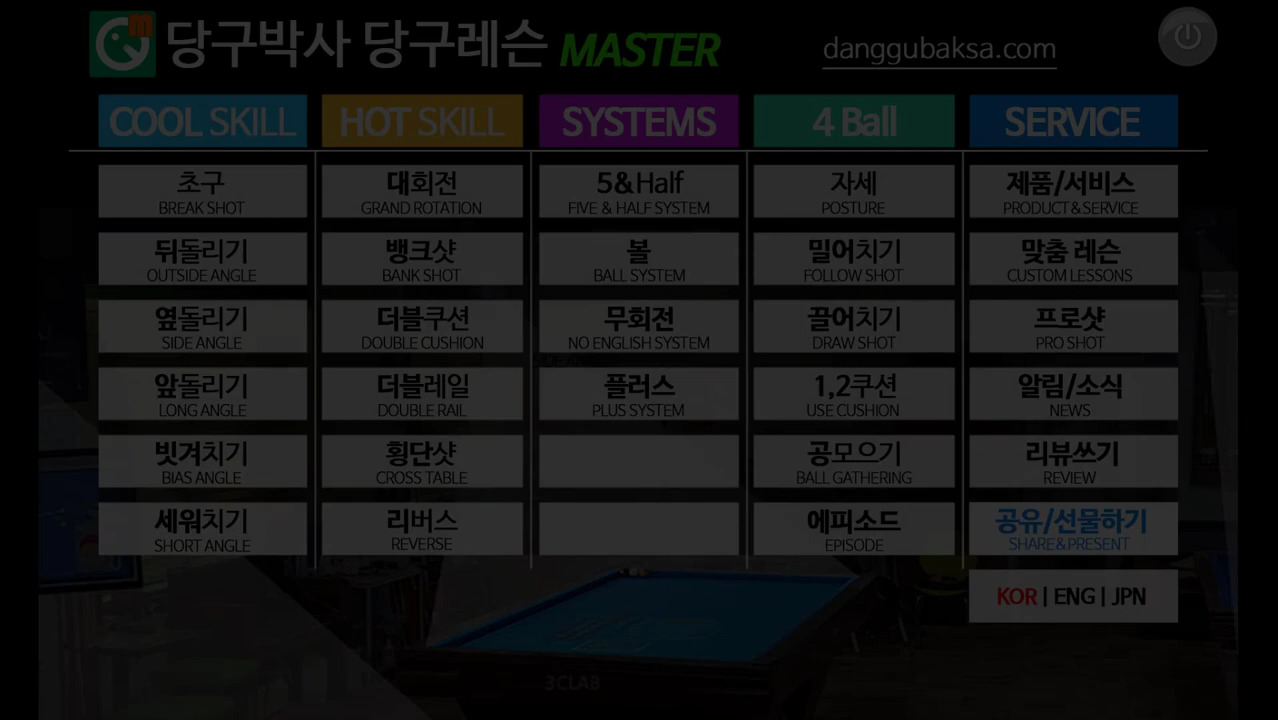 당구박사 당구레슨 MASTER
danggubaksa.com
COOL SKILL
HOT SKILL
SYSTEMS
4 Ball
SERVICE
초구
BREAK SHOT
대회전
GRAND ROTATION
5&Half
FIVE & HALF SYSTEM
자세
POSTURE
제품/서비스
PRODUCT&SERVICE
뒤돌리기
OUTSIDE ANGLE
뱅크샷
BANK SHOT
볼
BALL SYSTEM
밀어치기
FOLLOW SHOT
맞춤 레슨
CUSTOM LESSONS
옆돌리기
SIDE ANGLE
더블쿠션
DOUBLE CUSHION
무회전
NO ENGLISH SYSTEM
끌어치기
DRAW SHOT
프로샷
PRO SHOT
앞돌리기
LONG ANGLE
더블레일
DOUBLE RAIL
플러스
PLUS SYSTEM
1,2쿠션
USE CUSHION
알림/소식
NEWS
빗겨치기
BIAS ANGLE
횡단샷
CROSS TABLE
공모으기
BALL GATHERING
리뷰쓰기
REVIEW
세워치기
SHORT ANGLE
리버스
REVERSE
에피소드
EPISODE
공유/선물하기
SHARE&PRESENT
KOR | ENG | JPN
3CLAB